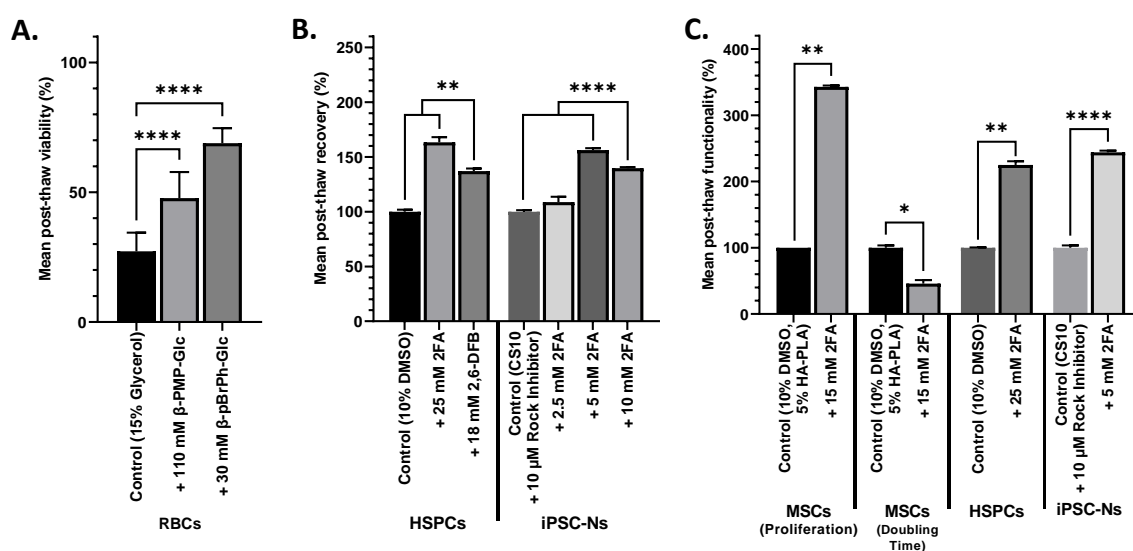 A.
Mean post-thaw viability (%)
100
50
0
****
****
Control (15% Glycerol)
+ 110 mM β-PMP-Glc
+ 30 mM β-pBrPh-Glc
RBCs
B.
Mean post-thaw recovery (%)
250
200
150
100
50
0
**
****
Control (10% DMSO)
+ 25 mM 2FA
+ 18 mM 2,6-DFB
Control (CS10
+ 10 µM Rock Inhibitor)
+ 2.5 mM 2FA
+ 5 mM 2FA
+ 10 mM 2FA
HSPCs
iPSC-Ns
C.
Mean post-thaw functionality (%)
400
300
200
100
0
**
*
**
****
Control (10% DMSO,
5% HA-PLA)
+ 15 mM 2FA
Control (10% DMSO,
5% HA-PLA)
+ 15 mM 2FA
Control (10% DMSO)
+ 25 mM 2FA
Control (CS10
+ 10 µM Rock Inhibitor)
+ 5 mM 2FA
MSCs
(Proliferation)
MSCs
(Doubling
Time)
HSPCs
iPSC-Ns